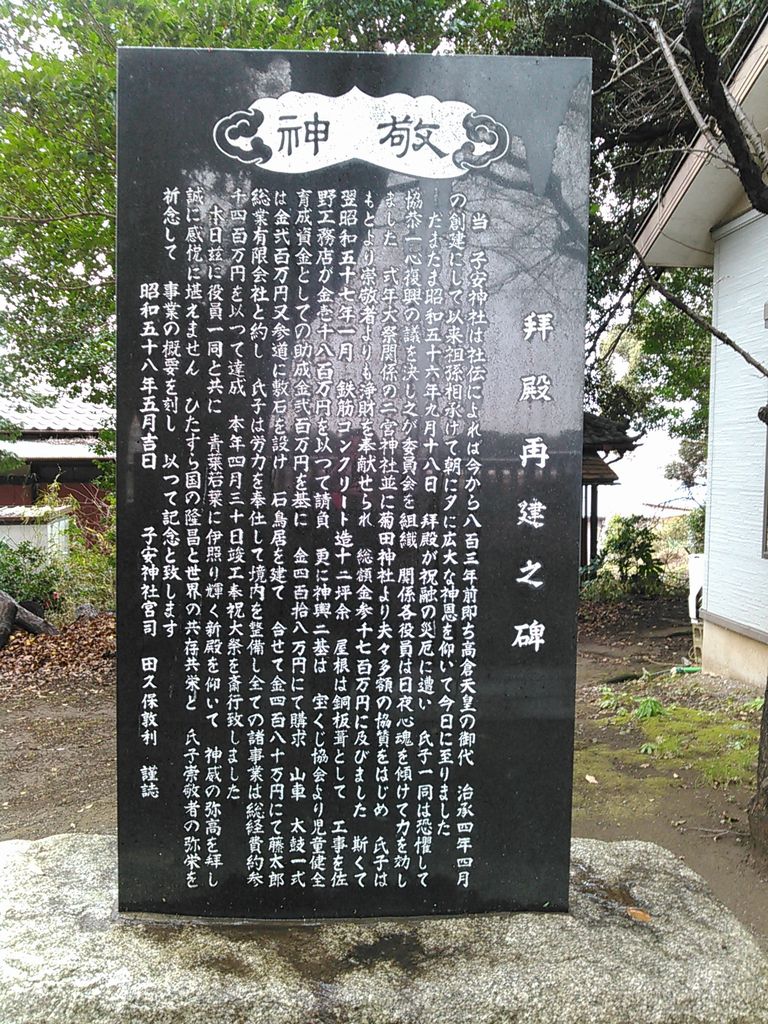 敬神
拝殿再建之碑
当　子安神社は社伝によれば今から八百三年前即ち高倉天皇の御代　治承四年四月
の創建にして以来祖孫相承けて朝に夕に広大な神恩を仰いで今日に至りました
たまたま昭和五十六年九月十八日　拝殿が祝融の災厄に遭い　氏子一同は恐懼して
協恭一心復興の議を決し之が委員会を組織　関係各役員は日夜心魂を傾けて力を効し
ました　式年大祭関係の二宮神社並に菊田神社より夫々多額の協賛をはじめ　氏子は
もとより崇敬者よりも浄財を奉献せられ　総額金参千七百万円に及びました　斯くて
翌昭和五十七年一月　鉄筋コンクリート造十二坪余　屋根は銅板葺として　工事を佐
野工務店が金壱千八百万円を以つて請負　更に神輿二基は　宝くじ協会より児童健全
育成資金としての助成金弐百万円を基に　金四百拾八万円にて購求　山車　太鼓一式
は金弐百万円又参道に敷石を設け　石鳥居を建て　合せて金四百八十万円にて藤太郎
総業有限会社と約し　氏子は労力を奉仕して境内を整備し全ての諸事業は総経費約参
千四百万円を以つて達成　本年四月三十日竣工奉祝大祭を斎行致しました
本日玆に役員一同と共に　青葉若葉に伊照り輝く新殿を仰いで　神威の弥高を拝し
誠に感悦に堪えません　ひたすら国の隆昌と世界の共存共栄と　氏子崇敬者の弥栄を
祈念して　事業の概要を刻し　以つて記念と致します
昭和五十八年五月吉日　子安神社宮司　田久保敦利　謹誌